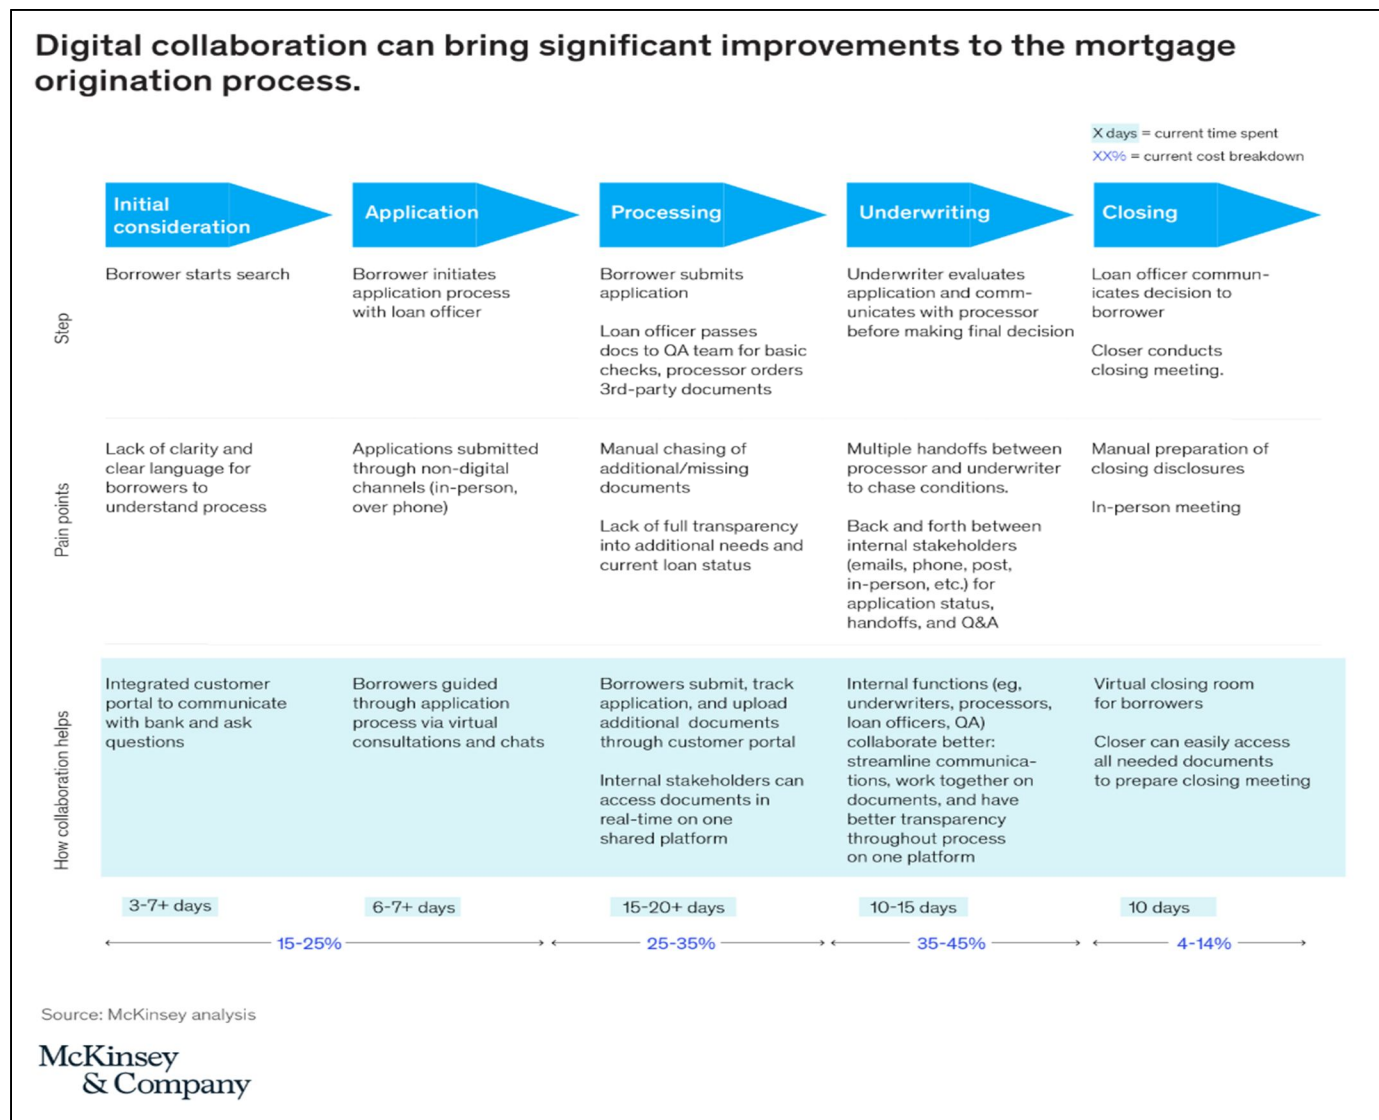 Digital collaboration can bring significant improvements to the mortgage
origination process.
X days = current time spent
XX% = current cost breakdown
Initial
consideration
Application
Processing
Underwriting
Closing
Step
Borrower starts search
Borrower initiates
application process
with loan officer
Borrower submits
application
Loan officer passes
docs to QA team for basic
checks, processor orders
3rd-party documents
Underwriter evaluates
application and comm-
unicates with processor
before making final decision
Loan officer commun-
icates decision to
borrower
Closer conducts
closing meeting.
Pain points
Lack of clarity and
clear language for
borrowers to
understand process
Applications submitted
through non-digital
channels (in-person,
over phone)
Manual chasing of
additional/missing
documents
Lack of full transparency
into additional needs and
current loan status
Multiple handoffs between
processor and underwriter
to chase conditions.
Back and forth between
internal stakeholders
(emails, phone, post,
in-person, etc.) for
application status,
handoffs, and Q&A
Manual preparation of
closing disclosures
In-person meeting
How collaboration helps
Integrated customer
portal to communicate
with bank and ask
questions
Borrowers guided
through application
process via virtual
consultations and chats
Borrowers submit, track
application, and upload
additional documents
through customer portal
Internal stakeholders can
access documents in
real-time on one
shared platform
Internal functions (eg,
underwriters, processors,
loan officers, QA)
collaborate better:
streamline communica-
tions, work together on
documents, and have
better transparency
throughout process
on one platform
Virtual closing room
for borrowers
Closer can easily access
all needed documents
to prepare closing meeting
3-7+ days
6-7+ days
15-20+ days
10-15 days
10 days
15-25%
25-35%
35-45%
4-14%
Source: McKinsey analysis
McKinsey
& Company